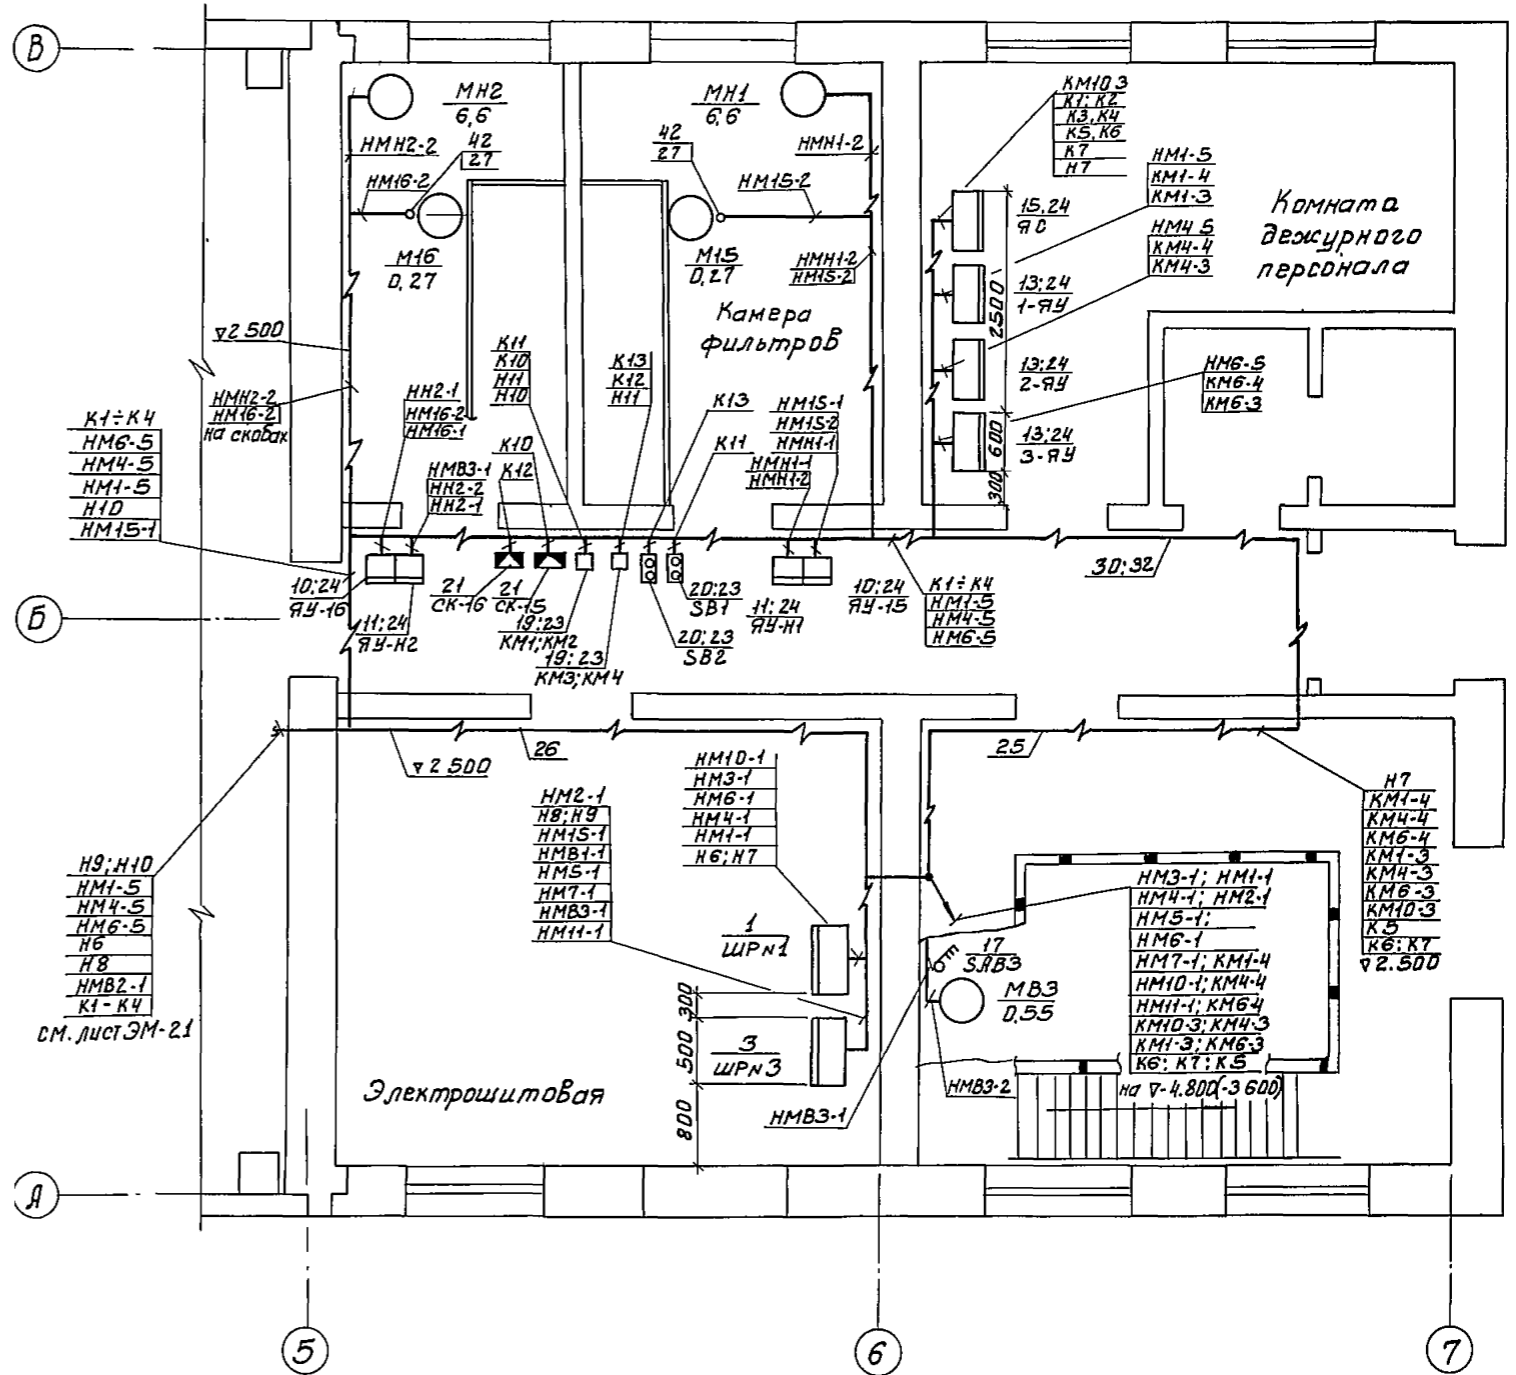 В
МН2
6,6
МН1
6,6
НМН2-2
42
27
НМ16-2
М16
0,27
42
27
НМ15-2
НМН1-2
М15
0,27
НМН1-2
НМ15-2
Камера
фильтров
КМ10-3
К1; К2
К3, К4
К5, К6
К7
Н7
НМ1-5
КМ1-4
КМ1-3
НМ4-5
КМ4-4
КМ4-3
15,24
ЯС
13;24
1-ЯУ
13;24
2-ЯУ
13;24
3-ЯУ
2500
600
300
Комната
дежурного
персонала
НМ6-5
КМ6-4
КМ6-3
▽2.500
НМН2-2
НМ16-2
на скобах
К1÷К4
НМ6-5
НМ4-5
НМ1-5
Н10
НМ15-1
НН2-1
НМ16-2
НМ16-1
НМВ3-1
НН2-2
НН2-1
К11
К10
Н11
Н10
К10
К12
К13
К12
Н11
К13
К11
НМ15-1
НМ15-2
НМН1-1
НМН1-1
НМН1-2
10;24
ЯУ-16
11;24
ЯУ-Н2
21
СК-16
21
СК-15
19;23
КМ1;КМ2
19;23
КМ3;КМ4
20;23
SB1
20;23
SB2
11;24
ЯУ-Н1
10;24
ЯУ-15
К1÷К4
НМ1-5
НМ4-5
НМ6-5
30;32
Б
▽2.500
26
25
НМ10-1
НМ3-1
НМ6-1
НМ4-1
НМ1-1
Н6;Н7
НМ2-1
Н8;Н9
НМ15-1
НМВ1-1
НМ5-1
НМ7-1
НМВ3-1
НМ11-1
Н9;Н10
НМ1-5
НМ4-5
НМ6-5
Н6
Н8
НМВ2-1
К1-К4
см. лист ЭМ-21
1
ШР№1
3
ШР№3
300
500
800
Электрощитовая
17
SAB3
МВ3
0,55
НМВ3-2
НМВ3-1
НМ3-1; НМ1-1
НМ4-1; НМ2-1
НМ5-1;
НМ6-1
НМ7-1; КМ1-4
НМ10-1; КМ4-4
НМ11-1; КМ6-4
КМ10-3; КМ4-3
КМ1-3; КМ6-3
К6; К7; К5
на ▽-4.800(-3.600)
Н7
КМ1-4
КМ4-4
КМ6-4
КМ1-3
КМ4-3
КМ6-3
КМ10-3
К5
К6; К7
▽2.500
А
5
6
7